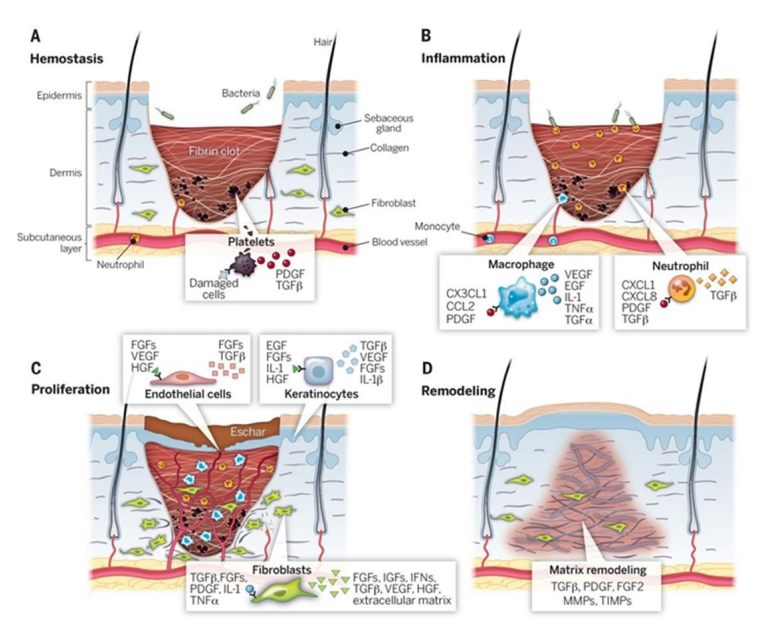 A
Hemostasis
Hair
Epidermis
Bacteria
Sebaceous
gland
Fibrin clot
Collagen
Dermis
Fibroblast
Subcutaneous
layer
Blood vessel
Neutrophil
Platelets
Damaged
cells
PDGF
TGFβ
B
Inflammation
Monocyte
Macrophage
CX3CL1
CCL2
PDGF
VEGF
EGF
IL-1
TNFα
TGFα
Neutrophil
CXCL1
CXCL8
PDGF
TGFβ
TGFβ
C
Proliferation
FGFs
VEGF
HGF
FGFs
TGFβ
Endothelial cells
EGF
FGFs
IL-1
HGF
TGFβ
VEGF
FGFs
IL-1β
Keratinocytes
Eschar
Fibroblasts
TGFβ,FGFs,
PDGF, IL-1
TNFα
FGFs, IGFs, IFNs,
TGFβ, VEGF, HGF,
extracellular matrix
D
Remodeling
Matrix remodeling
TGFβ, PDGF, FGF2
MMPs, TIMPs